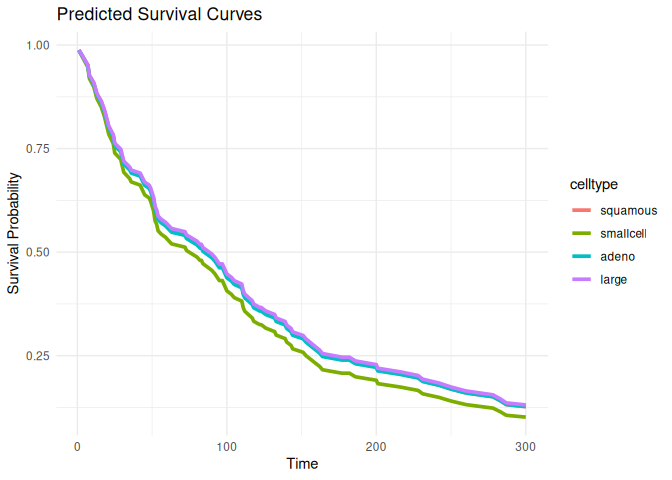 Predicted Survival Curves
1.00
0.75
0.50
0.25
Survival Probability
0
100
200
300
Time
celltype
squamous
smallcell
adeno
large